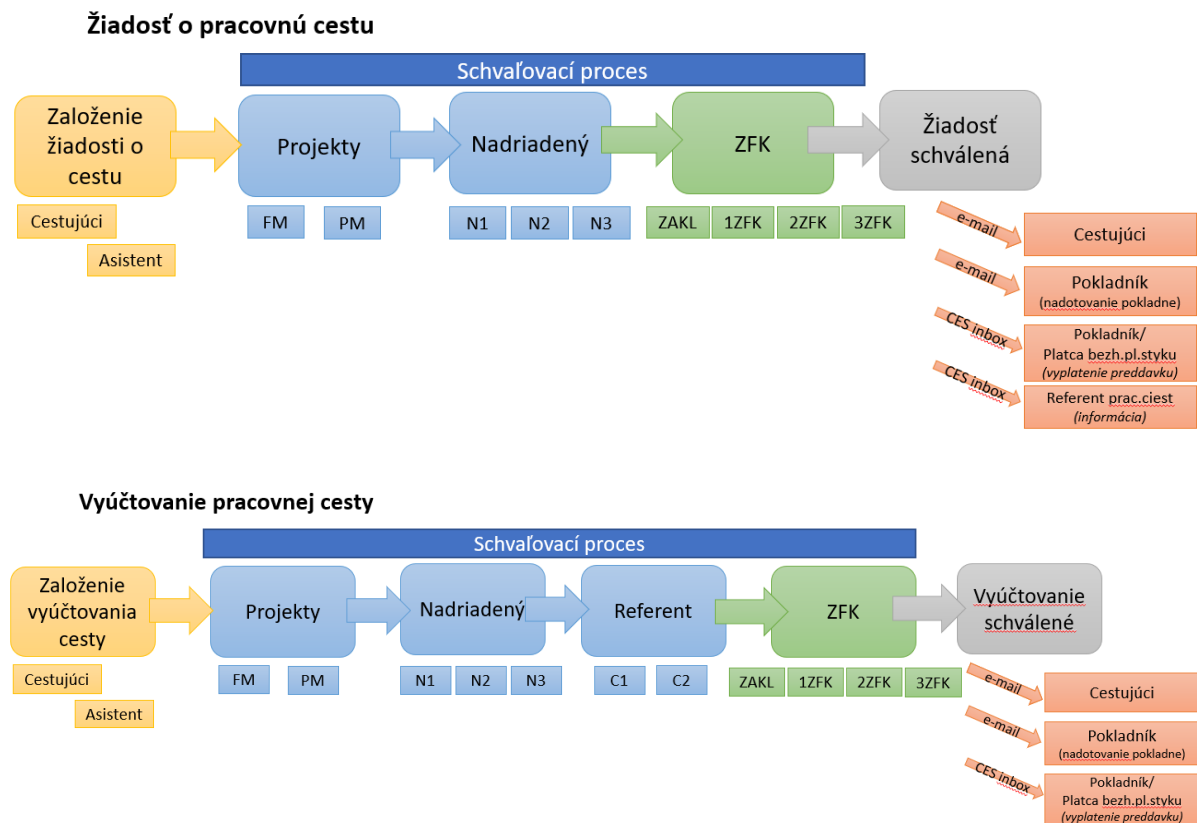 Žiadosť o pracovnú cestu
Schvaľovací proces
Založenie
žiadosti o
cestu
Projekty
Nadriadený
ZFK
Žiadosť
schválená
Cestujúci
Asistent
FM
PM
N1
N2
N3
ZAKL
1ZFK
2ZFK
3ZFK
e-mail
Cestujúci
e-mail
Pokladník
(nadotovanie pokladne)
CES inbox
Pokladník/
Platca bezh.pl.styku
(vyplatenie preddavku)
CES inbox
Referent prac.ciest
(informácia)
Vyúčtovanie pracovnej cesty
Schvaľovací proces
Založenie
vyúčtovania
cesty
Projekty
Nadriadený
Referent
ZFK
Vyúčtovanie
schválené
Cestujúci
Asistent
FM
PM
N1
N2
N3
C1
C2
ZAKL
1ZFK
2ZFK
3ZFK
e-mail
Cestujúci
e-mail
Pokladník
(nadotovanie pokladne)
CES inbox
Pokladník/
Platca bezh.pl.styku
(vyplatenie preddavku)